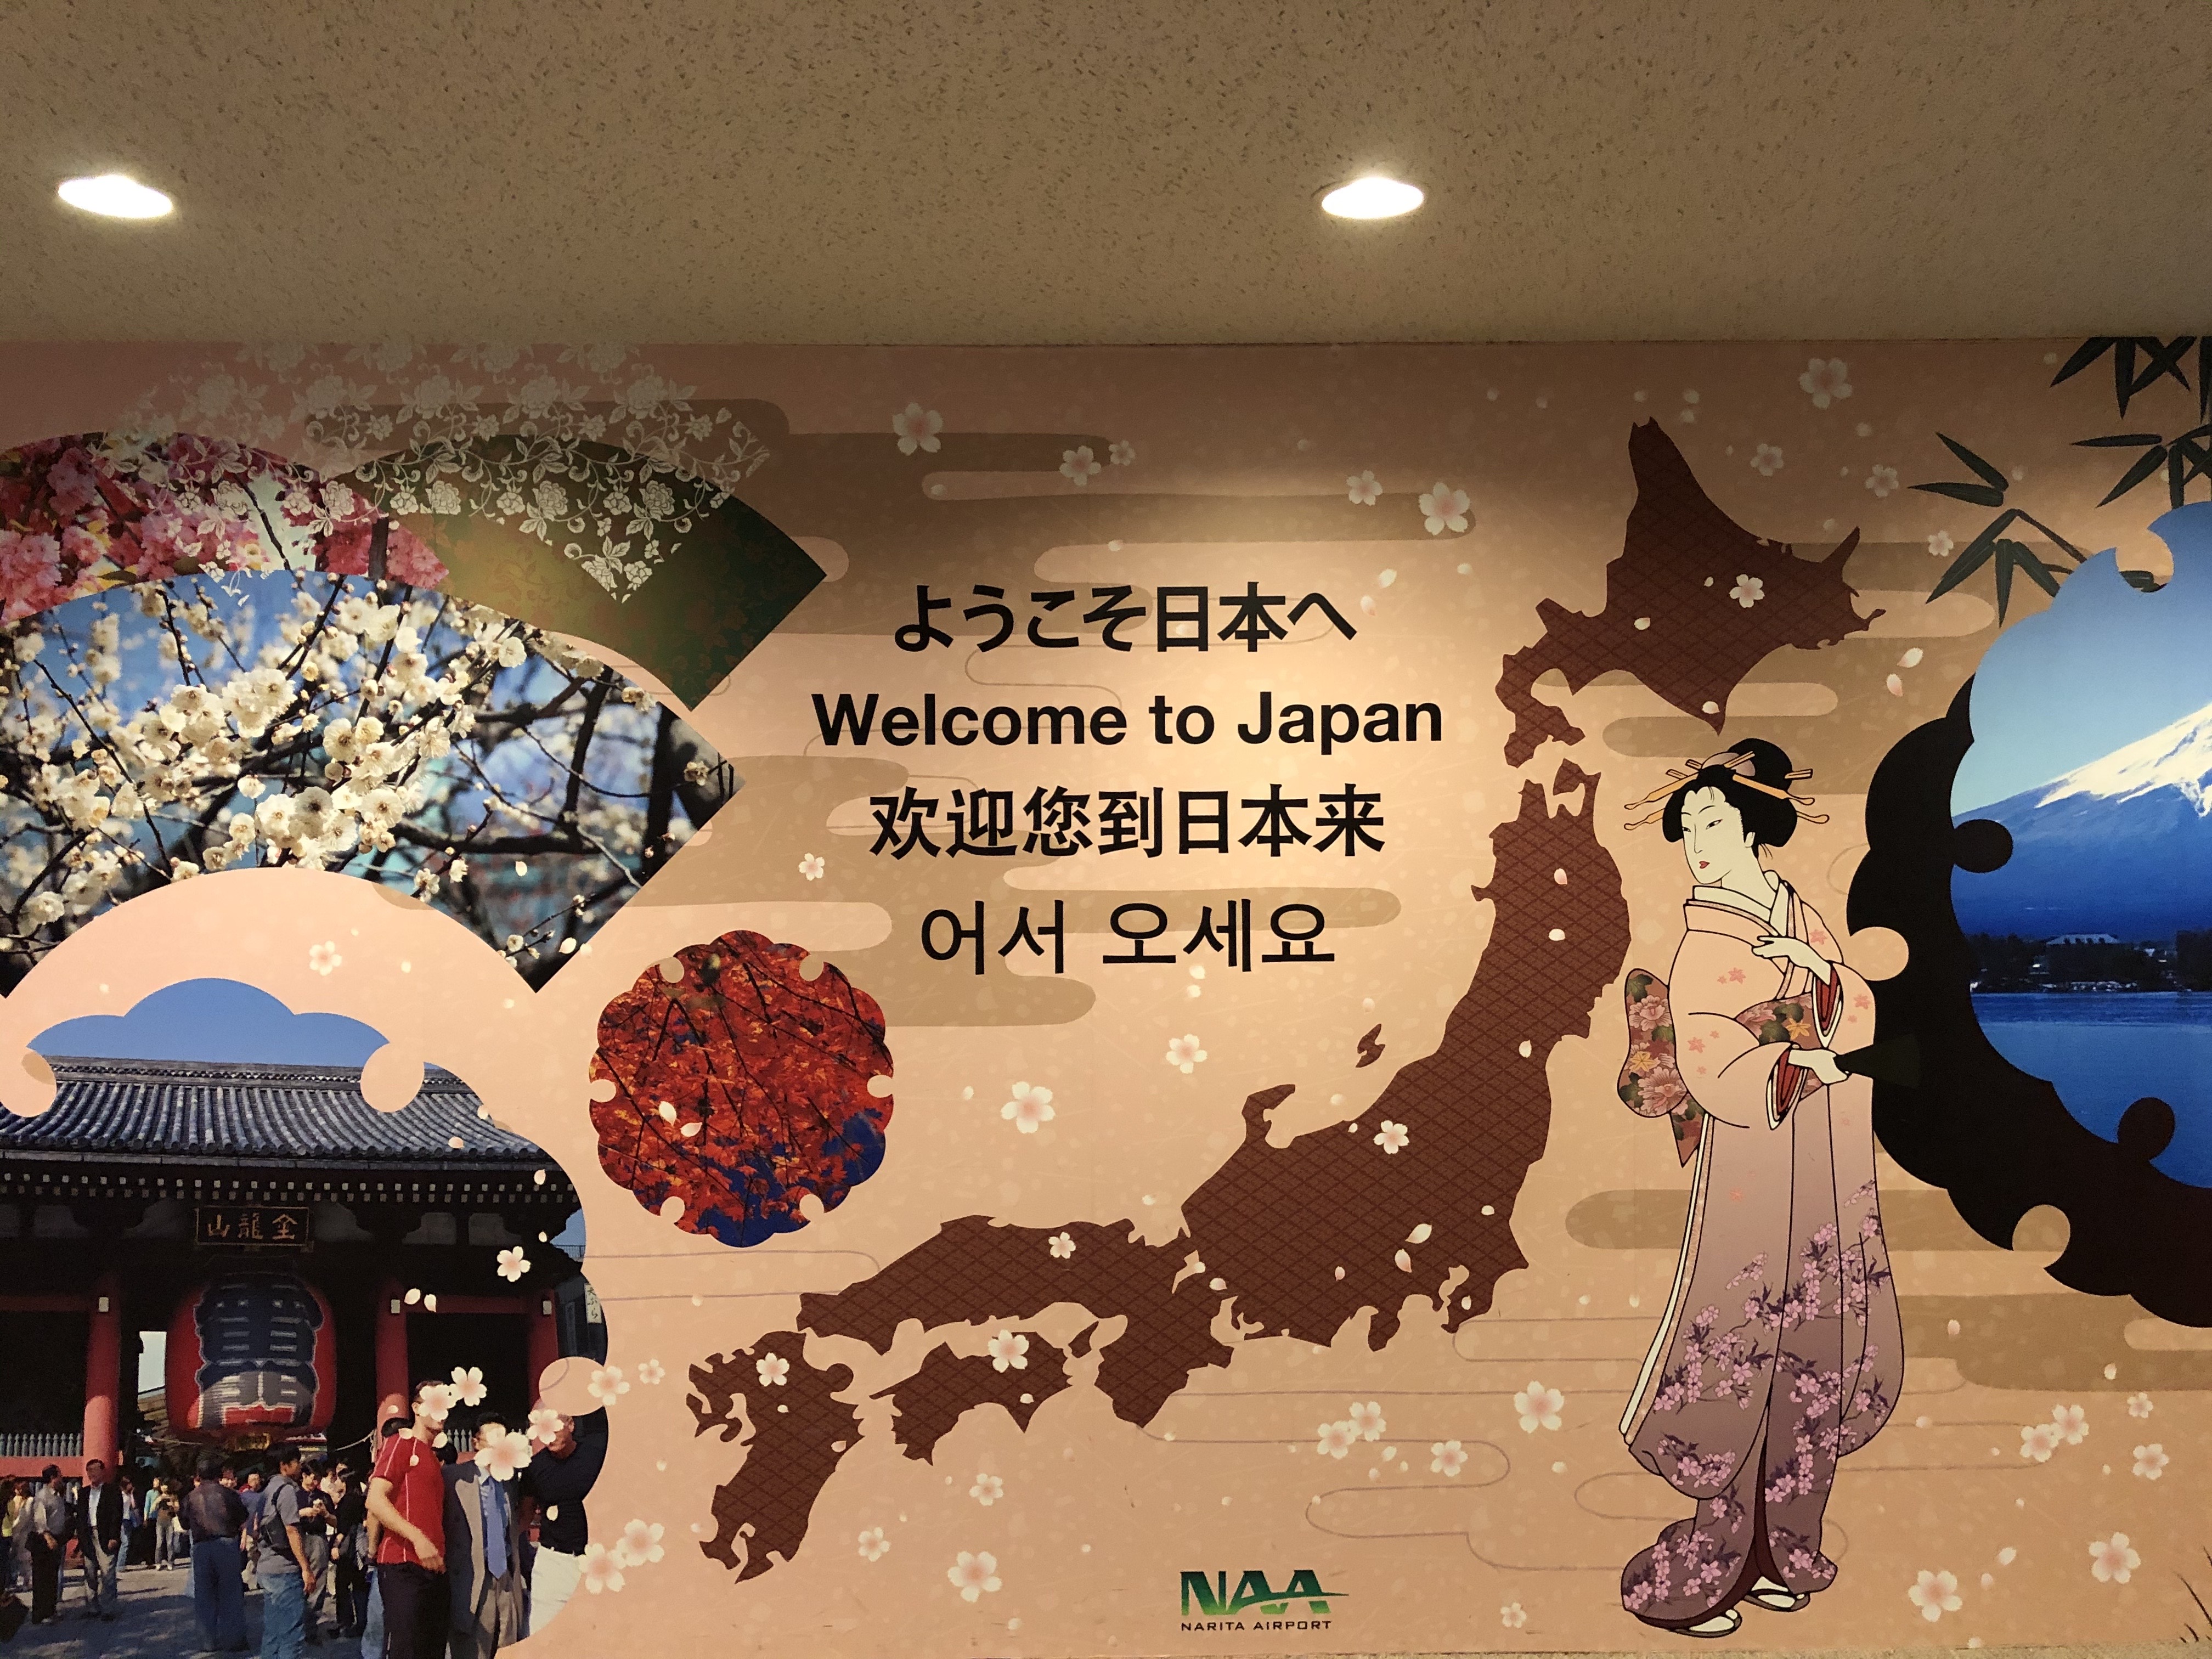 ようこそ日本へ
Welcome to Japan
欢迎您到日本来
어서 오세요
山龍金
NAA
NARITA AIRPORT